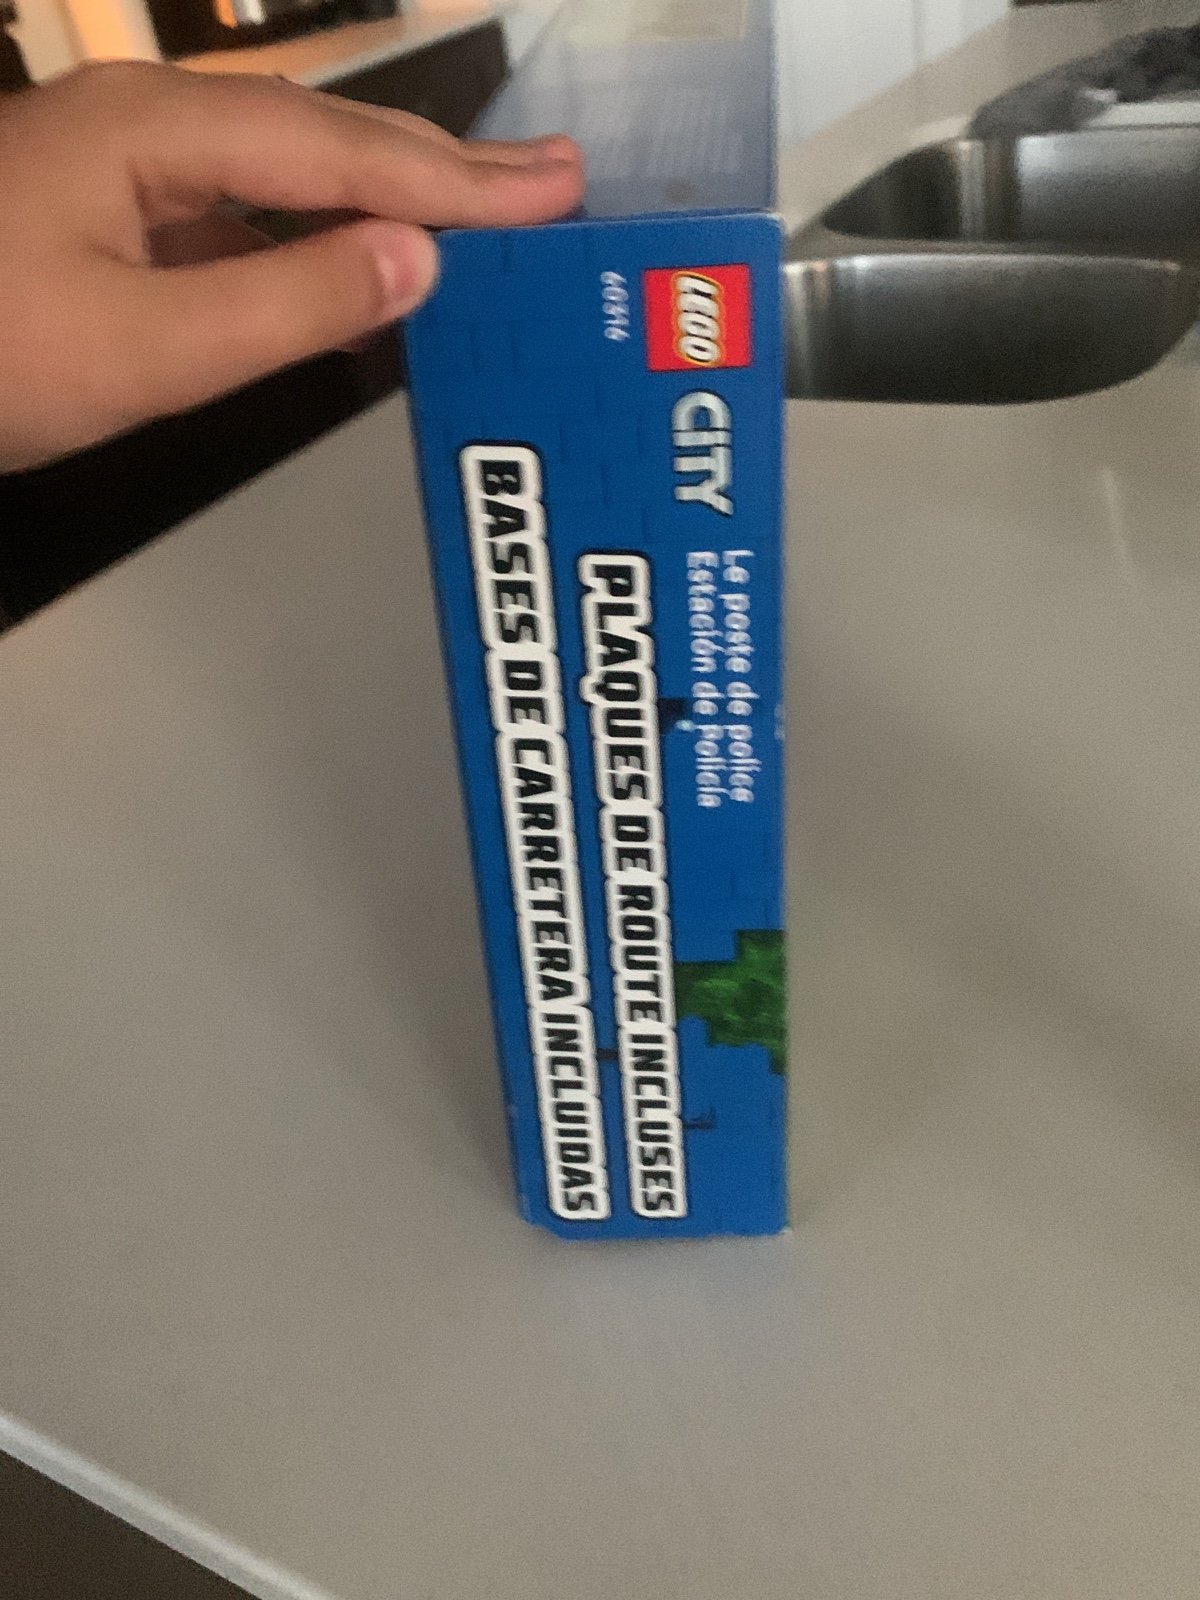 LEGO
CITY
Le poste de police
Estación de policía
60316
PLAQUES DE ROUTE INCLUSES
BASES DE CARRETERA INCLUIDAS